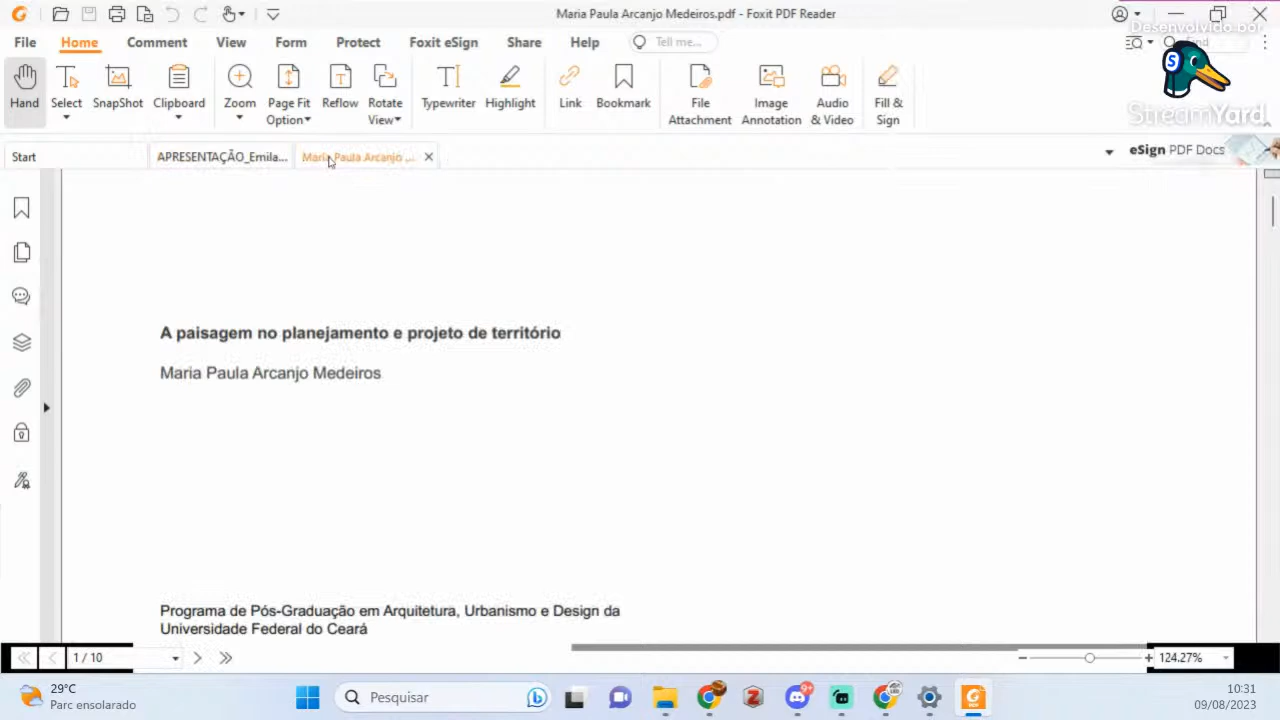 Maria Paula Arcanjo Medeiros.pdf - Foxit PDF Reader
Desenvolvido por
File Home Comment View Form Protect Foxit eSign Share Help Tell me... Find
Hand Select SnapShot Clipboard Zoom Page Fit Option Reflow Rotate View Typewriter Highlight Link Bookmark File Attachment Image Annotation Audio & Video Fill & Sign
S
StreamYard
Start APRESENTAÇÃO_Emila... Maria Paula Arcanjo ... eSign PDF Docs
A paisagem no planejamento e projeto de território
Maria Paula Arcanjo Medeiros
Programa de Pós-Graduação em Arquitetura, Urbanismo e Design da
Universidade Federal do Ceará
1 / 10 124.27%
29°C
Parc ensolarado
Pesquisar
9+
10:31
09/08/2023